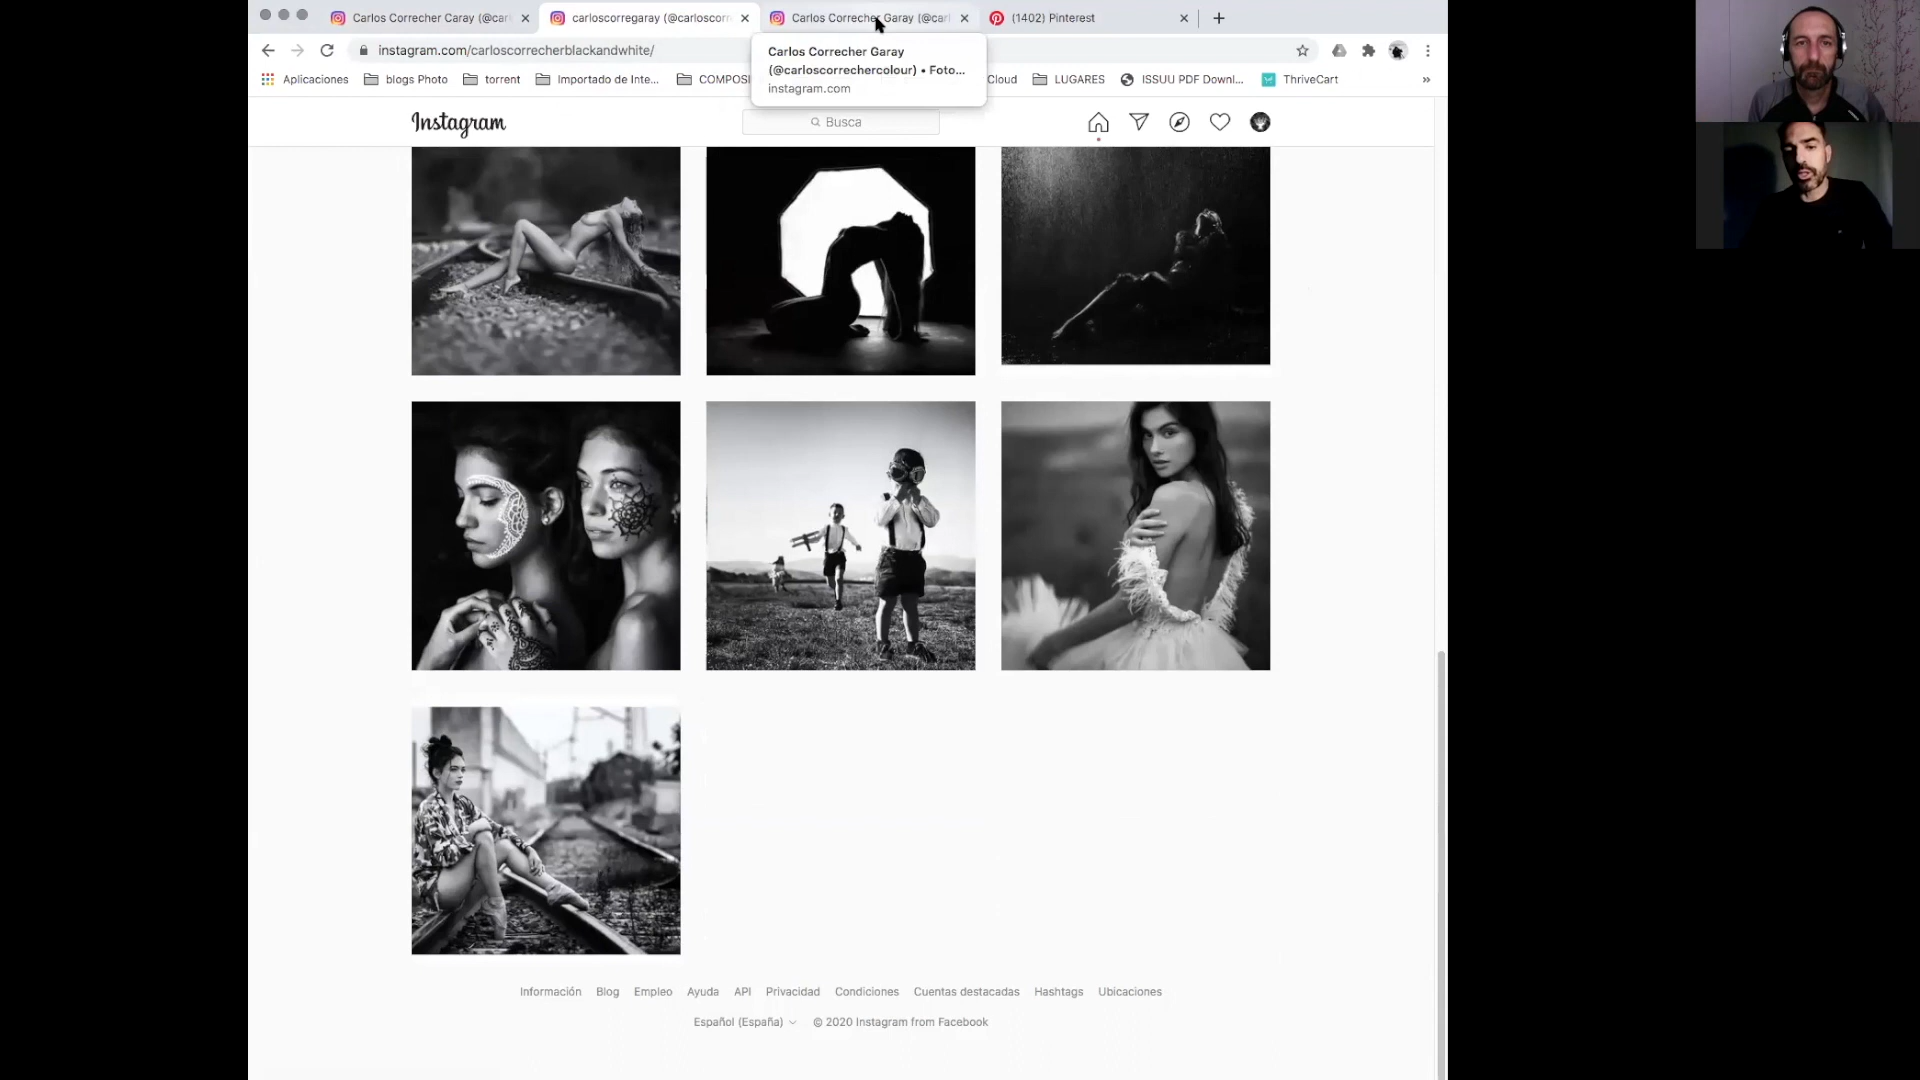 Carlos Correcher Garay (@carl
carloscorregaray (@carloscorr
Carlos Correcher Garay (@carl
(1402) Pinterest
instagram.com/carloscorrecherblackandwhite/
Carlos Correcher Garay
(@carloscorrechercolour) • Foto...
instagram.com
Aplicaciones
blogs Photo
torrent
Importado de Inte...
COMPOSI
Cloud
LUGARES
ISSUU PDF Downl...
ThriveCart
»
Instagram
Busca
Información Blog Empleo Ayuda API Privacidad Condiciones Cuentas destacadas Hashtags Ubicaciones
Español (España) © 2020 Instagram from Facebook